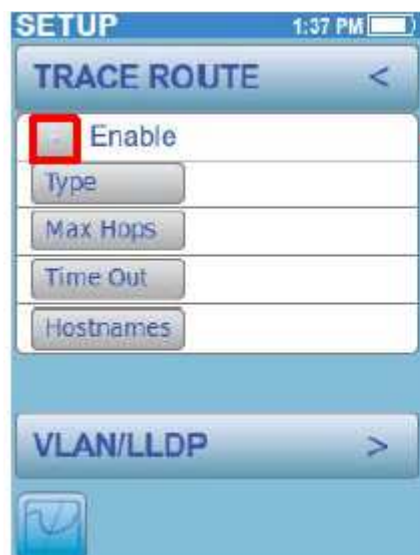 SETUP 1:37 PM
TRACE ROUTE <
Enable
Type
Max Hops
Time Out
Hostnames
VLAN/LLDP >